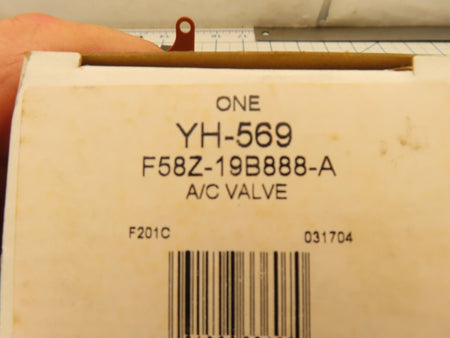 ONE
YH-569
F58Z-19B888-A
A/C VALVE
F201C 031704